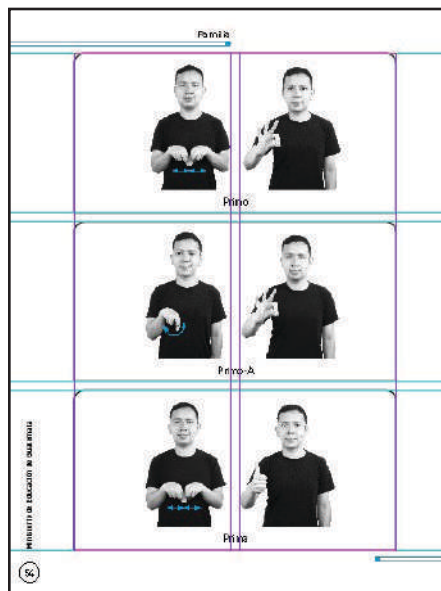 Familia
Primo
Primo-A
Prima
Ministerio de Educación de Guatemala
54